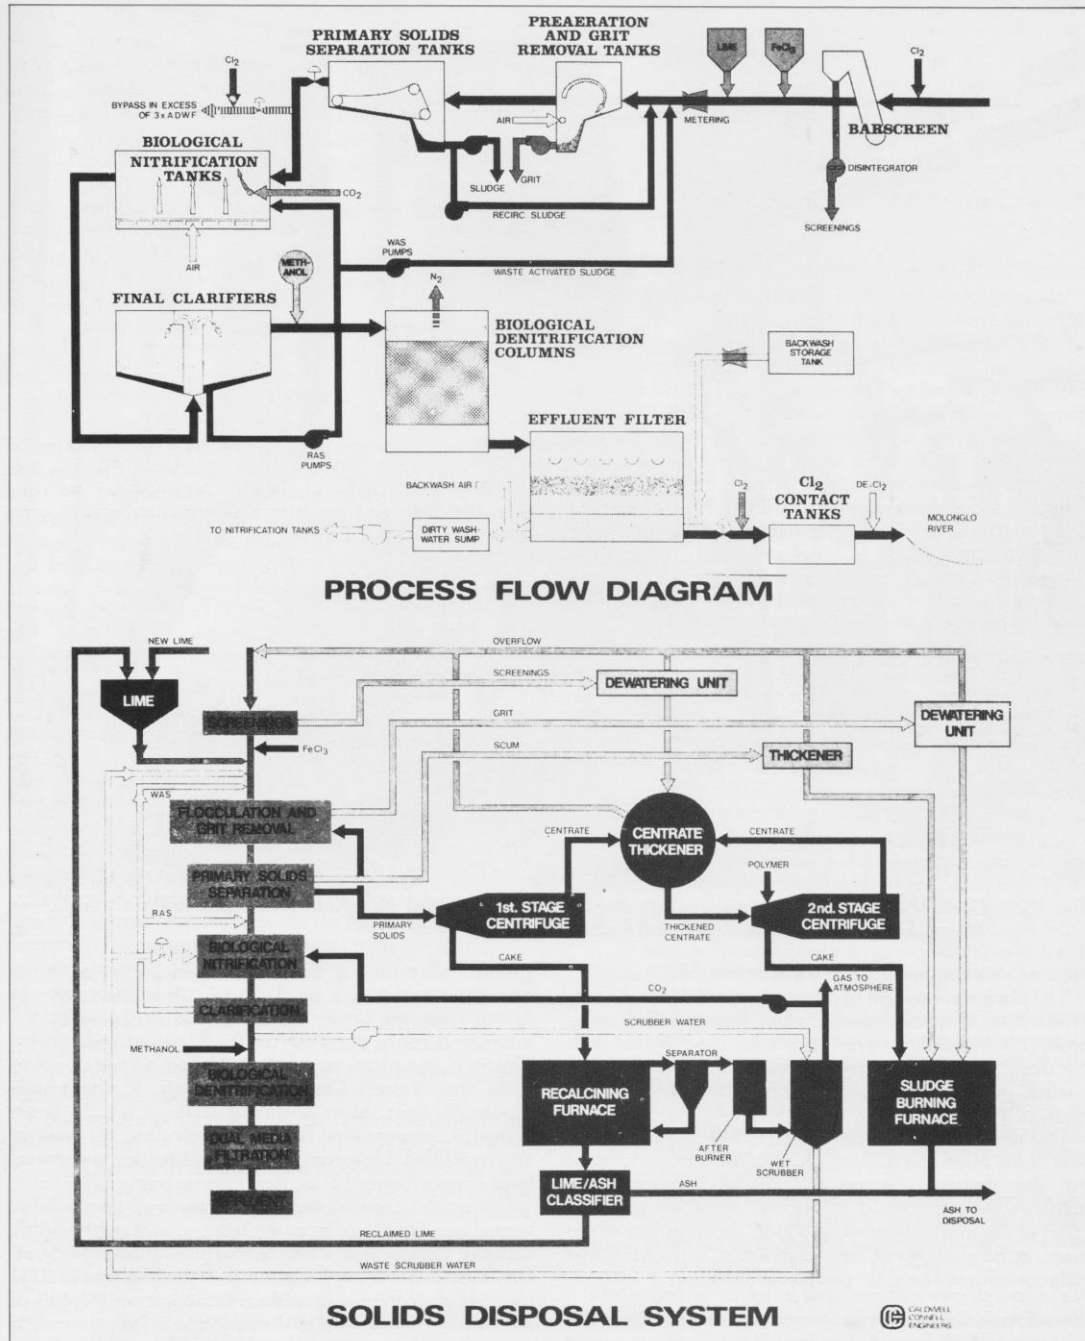 PREAERATION
AND GRIT
REMOVAL TANKS
PRIMARY SOLIDS
SEPARATION TANKS
LIME
FeCl3
Cl2
Cl2
BYPASS IN EXCESS
OF 3xADWF
METERING
BARSCREEN
AIR
DISINTEGRATOR
BIOLOGICAL
NITRIFICATION
TANKS
SLUDGE
GRIT
CO2
RECIRC. SLUDGE
SCREENINGS
AIR
METH-
ANOL
WAS
PUMPS
WASTE ACTIVATED SLUDGE
N2
FINAL CLARIFIERS
BIOLOGICAL
DENITRIFICATION
COLUMNS
BACKWASH
STORAGE
TANK
EFFLUENT FILTER
RAS
PUMPS
BACKWASH AIR
Cl2
Cl2
CONTACT
TANKS
DE-Cl2
TO NITRIFICATION TANKS
DIRTY WASH-
WATER SUMP
MOLONGLO
RIVER
PROCESS FLOW DIAGRAM
NEW LIME
OVERFLOW
SCREENINGS
DEWATERING UNIT
LIME
SCREENINGS
GRIT
DEWATERING
UNIT
FeCl3
SCUM
THICKENER
WAS
FLOCCULATION AND
GRIT REMOVAL
CENTRATE
CENTRATE
THICKENER
CENTRATE
POLYMER
PRIMARY SOLIDS
SEPARATION
1st. STAGE
CENTRIFUGE
2nd. STAGE
CENTRIFUGE
RAS
PRIMARY
SOLIDS
THICKENED
CENTRATE
BIOLOGICAL
NITRIFICATION
CAKE
CAKE
GAS TO
ATMOSPHERE
CO2
CLARIFICATION
SCRUBBER WATER
METHANOL
SEPARATOR
BIOLOGICAL
DENITRIFICATION
RECALCINING
FURNACE
SLUDGE
BURNING
FURNACE
DUAL MEDIA
FILTRATION
AFTER
BURNER
WET
SCRUBBER
EFFLUENT
LIME/ASH
CLASSIFIER
ASH
ASH TO
DISPOSAL
RECLAIMED LIME
WASTE SCRUBBER WATER
SOLIDS DISPOSAL SYSTEM
CALDWELL
CONNELL
ENGINEERS